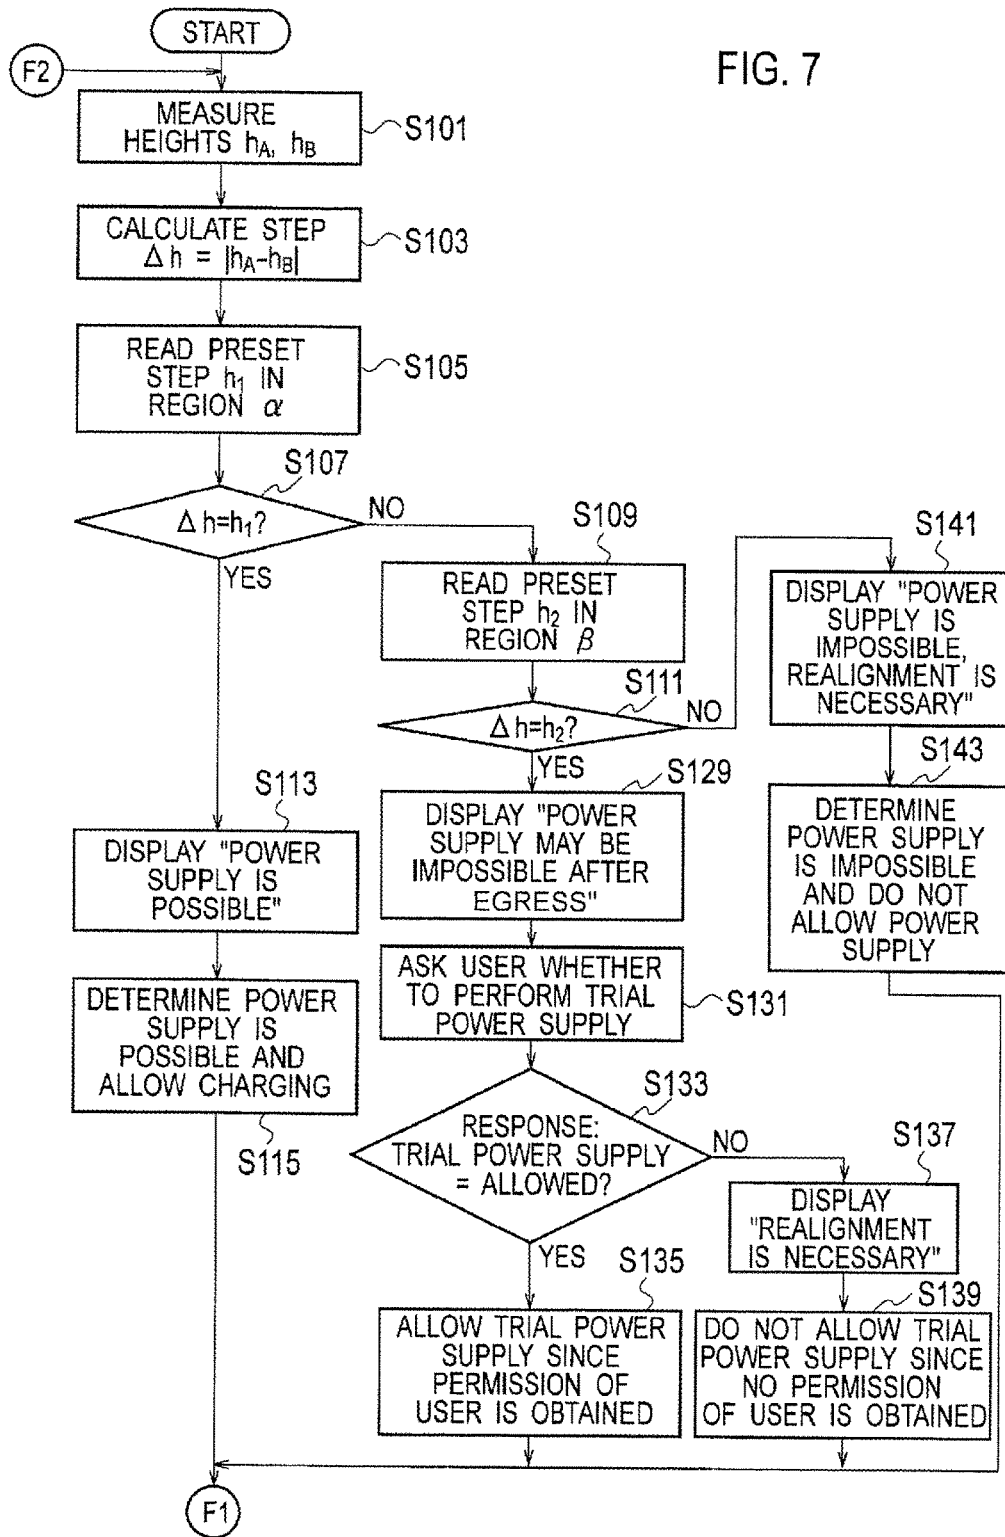 START
F2
FIG. 7
MEASURE
HEIGHTS hA, hB
S101
CALCULATE STEP
Δh = |hA-hB|
S103
READ PRESET
STEP h1 IN
REGION α
S105
S107
Δh=h1?
NO
YES
S109
READ PRESET
STEP h2 IN
REGION β
S111
Δh=h2?
NO
YES
S141
DISPLAY "POWER
SUPPLY IS
IMPOSSIBLE,
REALIGNMENT IS
NECESSARY"
S143
DETERMINE
POWER SUPPLY
IS IMPOSSIBLE
AND DO NOT
ALLOW POWER
SUPPLY
S113
DISPLAY "POWER
SUPPLY IS
POSSIBLE"
S129
DISPLAY "POWER
SUPPLY MAY BE
IMPOSSIBLE AFTER
EGRESS"
DETERMINE POWER
SUPPLY IS
POSSIBLE AND
ALLOW CHARGING
S115
ASK USER WHETHER
TO PERFORM TRIAL
POWER SUPPLY
S131
S133
RESPONSE:
TRIAL POWER SUPPLY
= ALLOWED?
NO
YES
S137
DISPLAY
"REALIGNMENT
IS NECESSARY"
S135
ALLOW TRIAL POWER
SUPPLY SINCE
PERMISSION OF
USER IS OBTAINED
S139
DO NOT ALLOW TRIAL
POWER SUPPLY SINCE
NO PERMISSION
OF USER IS OBTAINED
F1